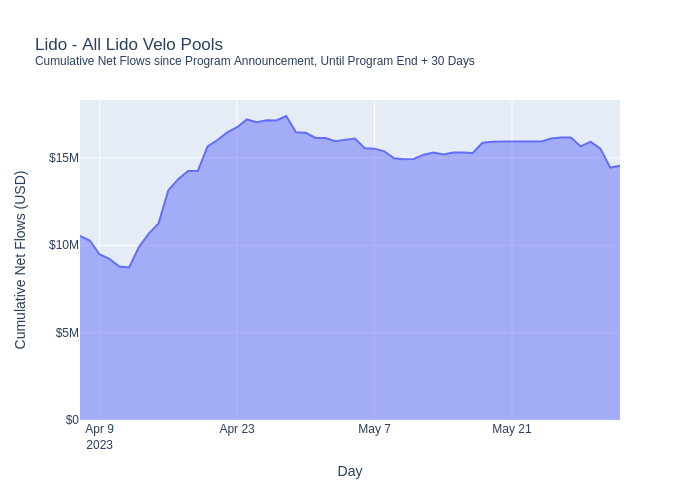 Lido - All Lido Velo Pools
Cumulative Net Flows since Program Announcement, Until Program End + 30 Days
Cumulative Net Flows (USD)
$15M
$10M
$5M
$0
Apr 9
2023
Apr 23
May 7
May 21
Day